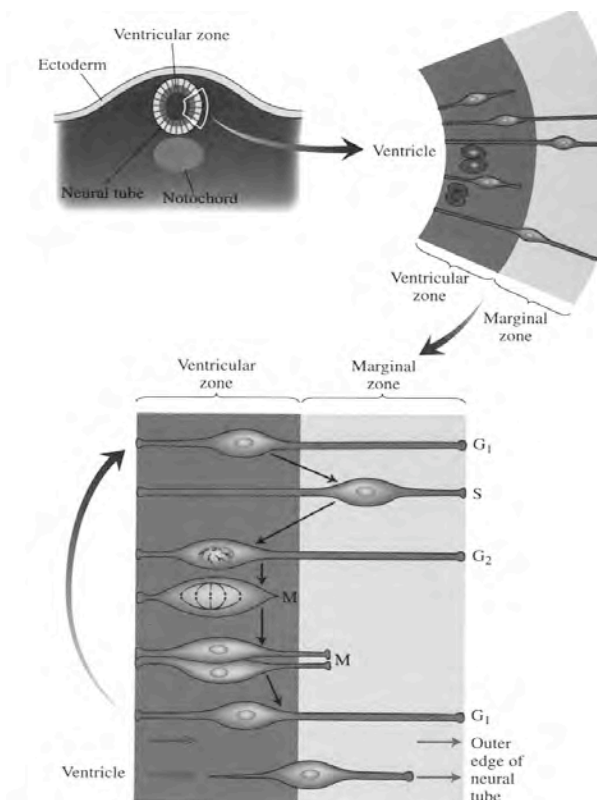 Ventricular zone
Ectoderm
Neural tube
Notochord
Ventricle
Ventricular
zone
Marginal
zone
Ventricular
zone
Marginal
zone
G1
S
G2
M
M
G1
Ventricle
Outer
edge of
neural
tube